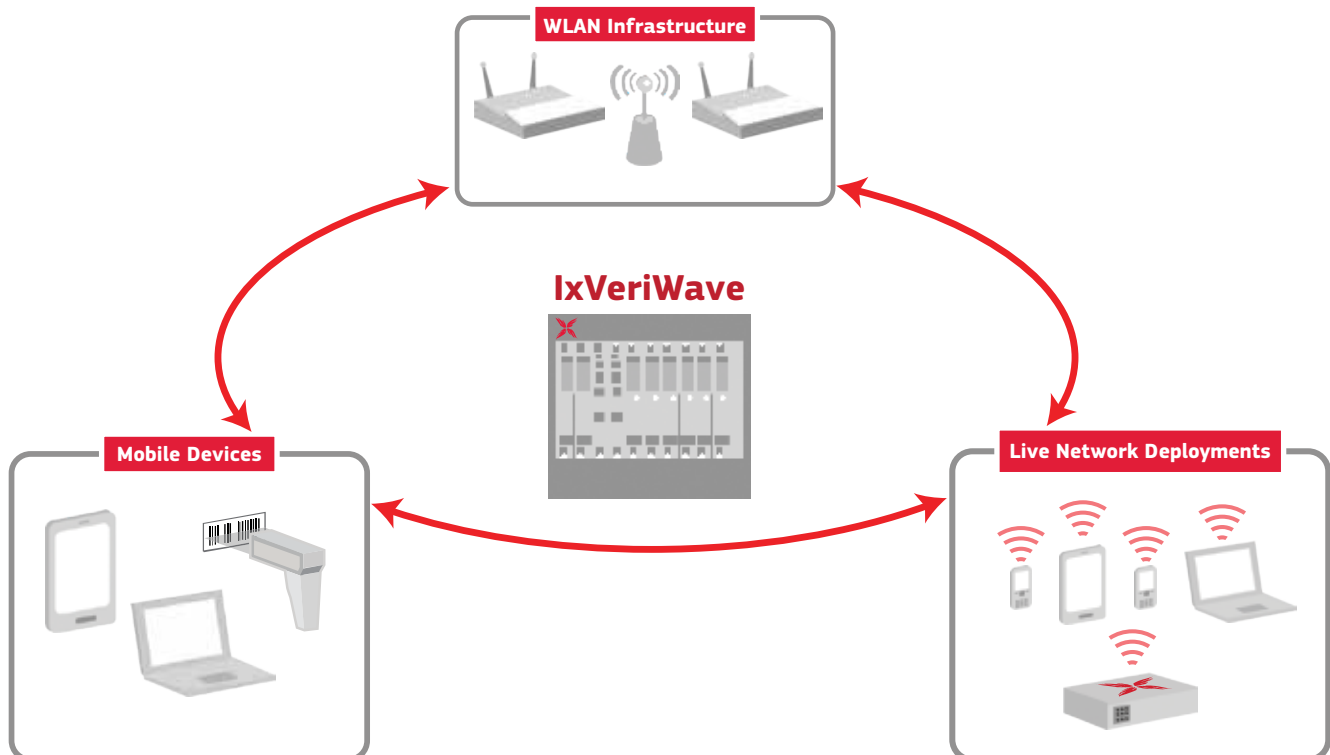 WLAN Infrastructure
IxVeriWave
Mobile Devices
Live Network Deployments